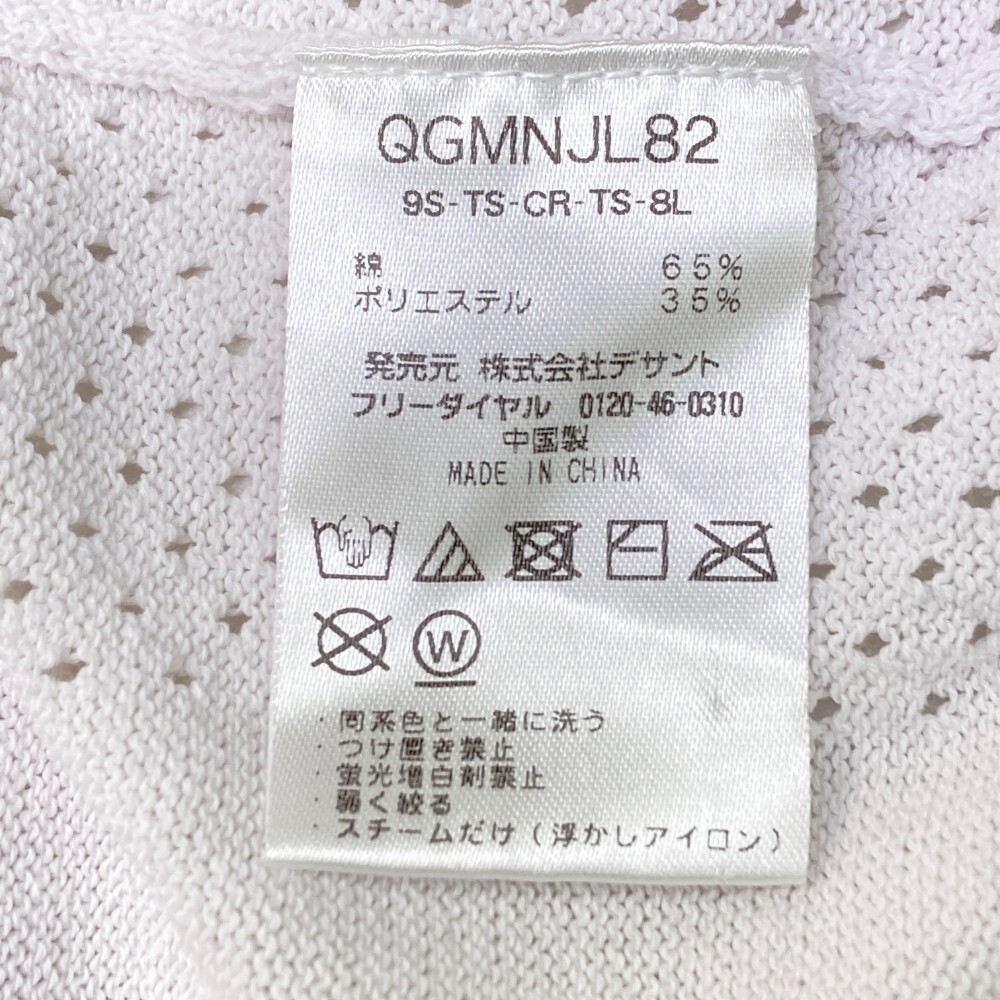 QGMNJL82
9S-TS-CR-TS-8L
綿 65%
ポリエステル 35%
発売元 株式会社デサント
フリーダイヤル 0120-46-0310
中国製
MADE IN CHINA
W
・同系色と一緒に洗う
・つけ置き禁止
・蛍光増白剤禁止
・弱く絞る
・スチームだけ(浮かしアイロン)